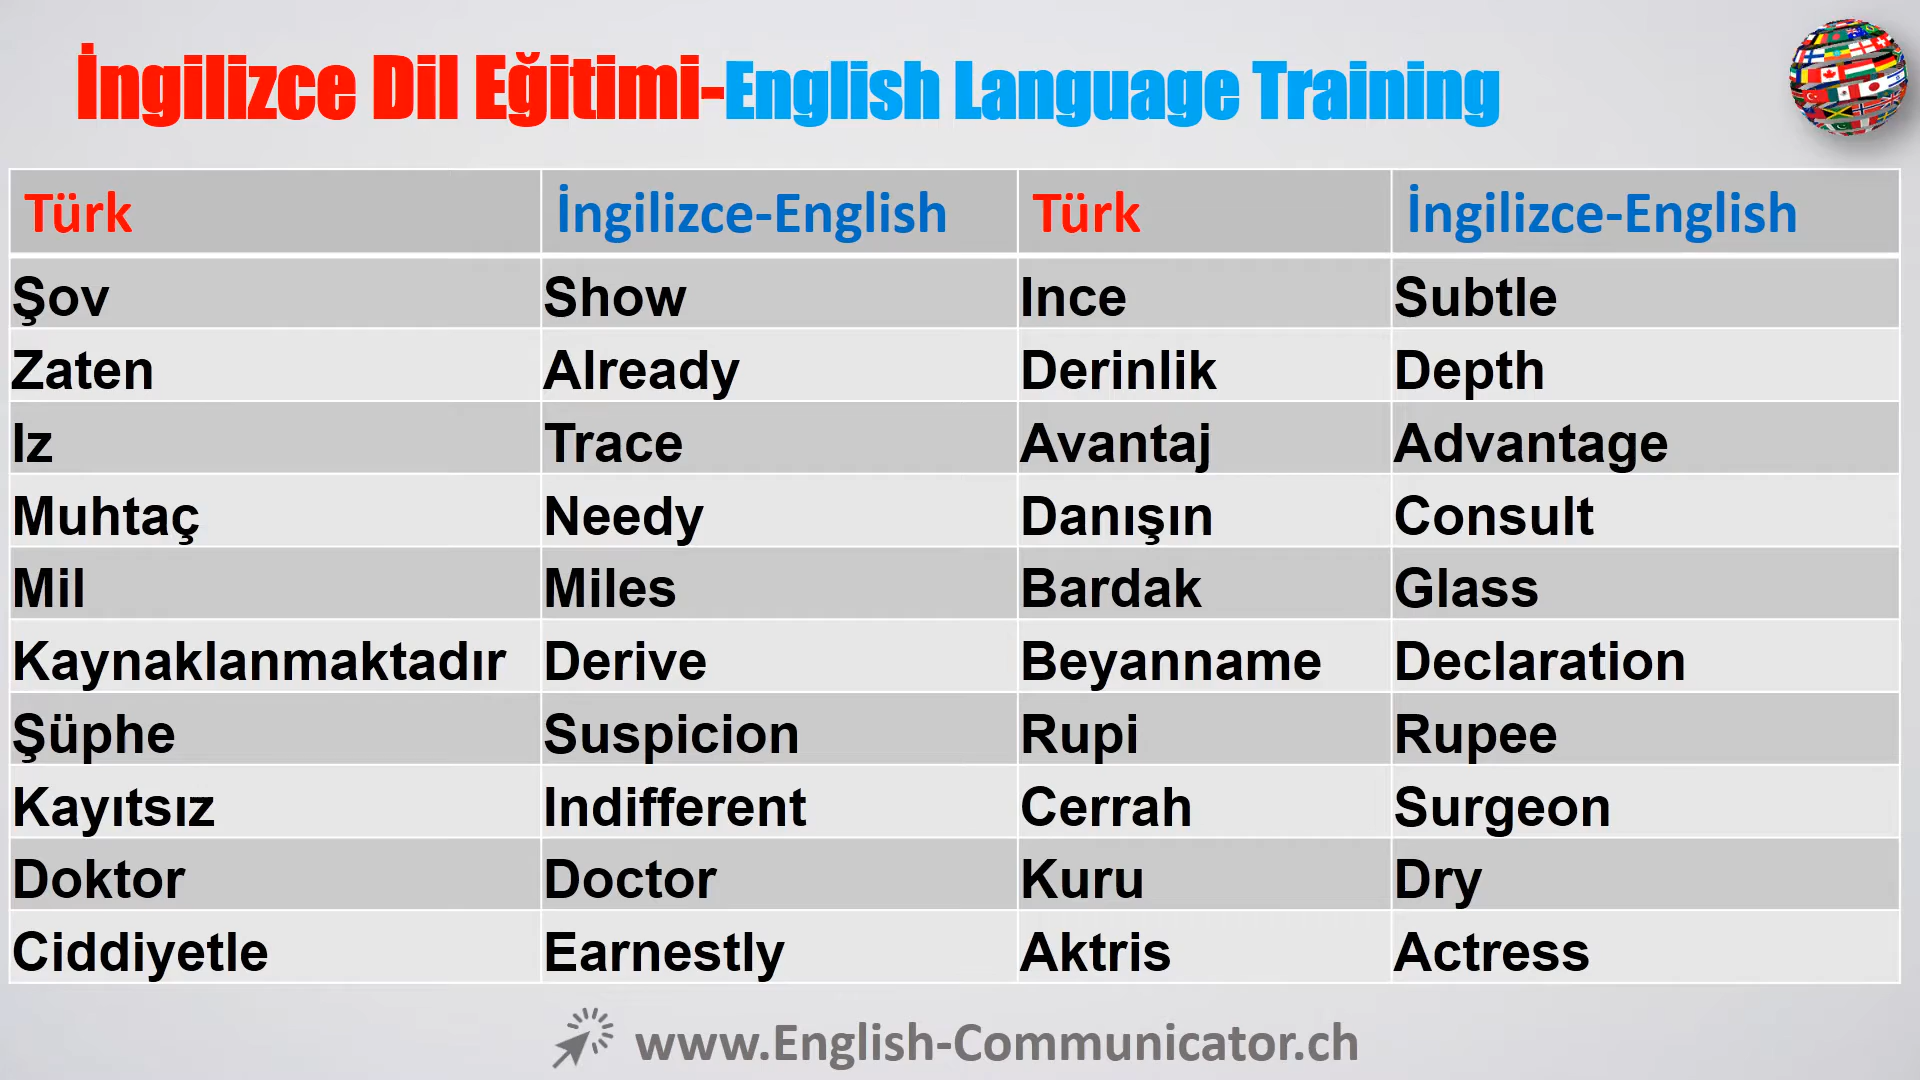 İngilizce Dil Eğitimi-English Language Training
Türk İngilizce-English Türk İngilizce-English
Şov Show Ince Subtle
Zaten Already Derinlik Depth
Iz Trace Avantaj Advantage
Muhtaç Needy Danışın Consult
Mil Miles Bardak Glass
Kaynaklanmaktadır Derive Beyanname Declaration
Şüphe Suspicion Rupi Rupee
Kayıtsız Indifferent Cerrah Surgeon
Doktor Doctor Kuru Dry
Ciddiyetle Earnestly Aktris Actress
www.English-Communicator.ch